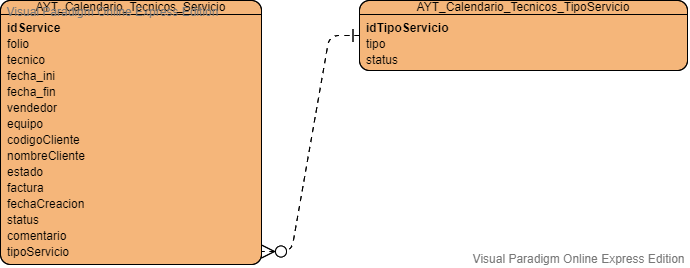 AYT_Calendario_Tecnicos_Servicio
Visual Paradigm Online Express Edition
idService
folio
tecnico
fecha_ini
fecha_fin
vendedor
equipo
codigoCliente
nombreCliente
estado
factura
fechaCreacion
status
comentario
tipoServicio
AYT_Calendario_Tecnicos_TipoServicio
idTipoServicio
tipo
status
Visual Paradigm Online Express Edition